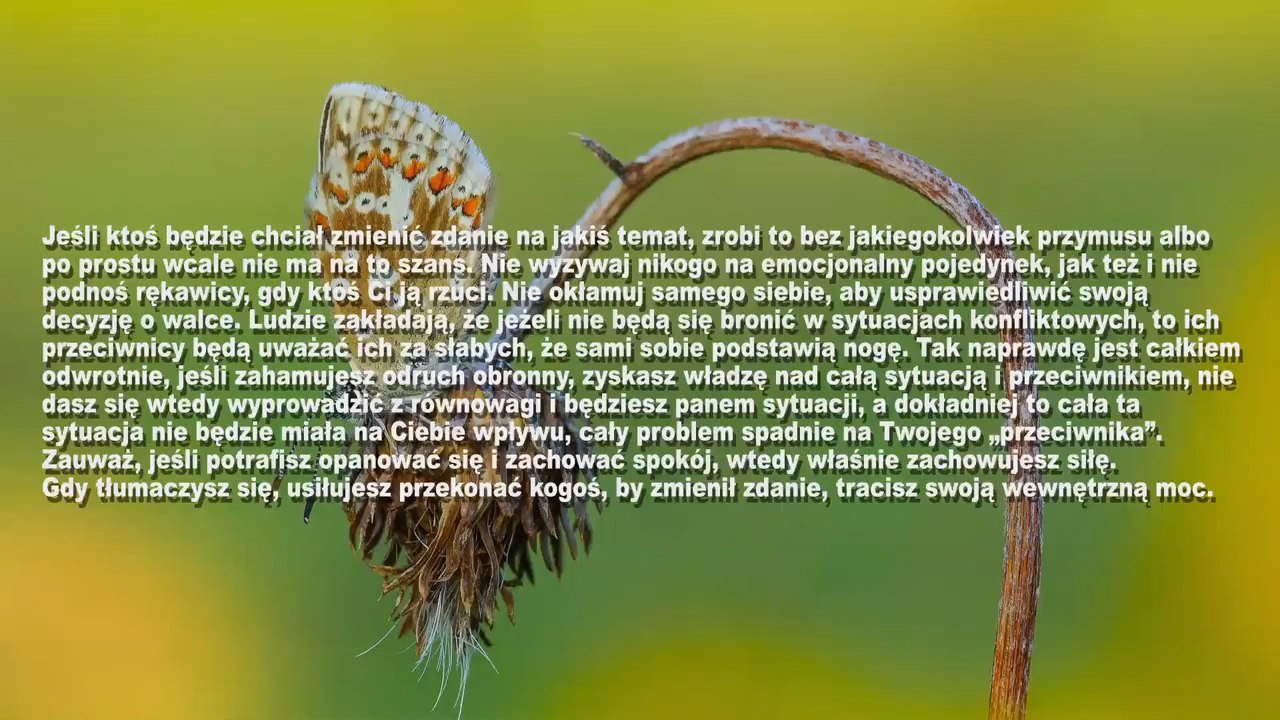 Jeśli ktoś będzie chciał zmienić zdanie na jakiś temat, zrobi to bez jakiegokolwiek przymusu albo
po prostu wcale nie ma na to szans. Nie wyzywaj nikogo na emocjonalny pojedynek, jak też i nie
podnoś rękawicy, gdy ktoś Ci ją rzuci. Nie okłamuj samego siebie, aby usprawiedliwić swoją
decyzję o walce. Ludzie zakładają, że jeżeli nie będą się bronić w sytuacjach konfliktowych, to ich
przeciwnicy będą uważać ich za słabych, że sami sobie podstawią nogę. Tak naprawdę jest całkiem
odwrotnie, jeśli zahamujesz odruch obronny, zyskasz władzę nad całą sytuacją i przeciwnikiem, nie
dasz się wtedy wyprowadzić z równowagi i będziesz panem sytuacji, a dokładniej to cała ta
sytuacja nie będzie miała na Ciebie wpływu, cały problem spadnie na Twojego „przeciwnika”.
Zauważ, jeśli potrafisz opanować się i zachować spokój, wtedy właśnie zachowujesz siłę.
Gdy tłumaczysz się, usiłujesz przekonać kogoś, by zmienił zdanie, tracisz swoją wewnętrzną moc.